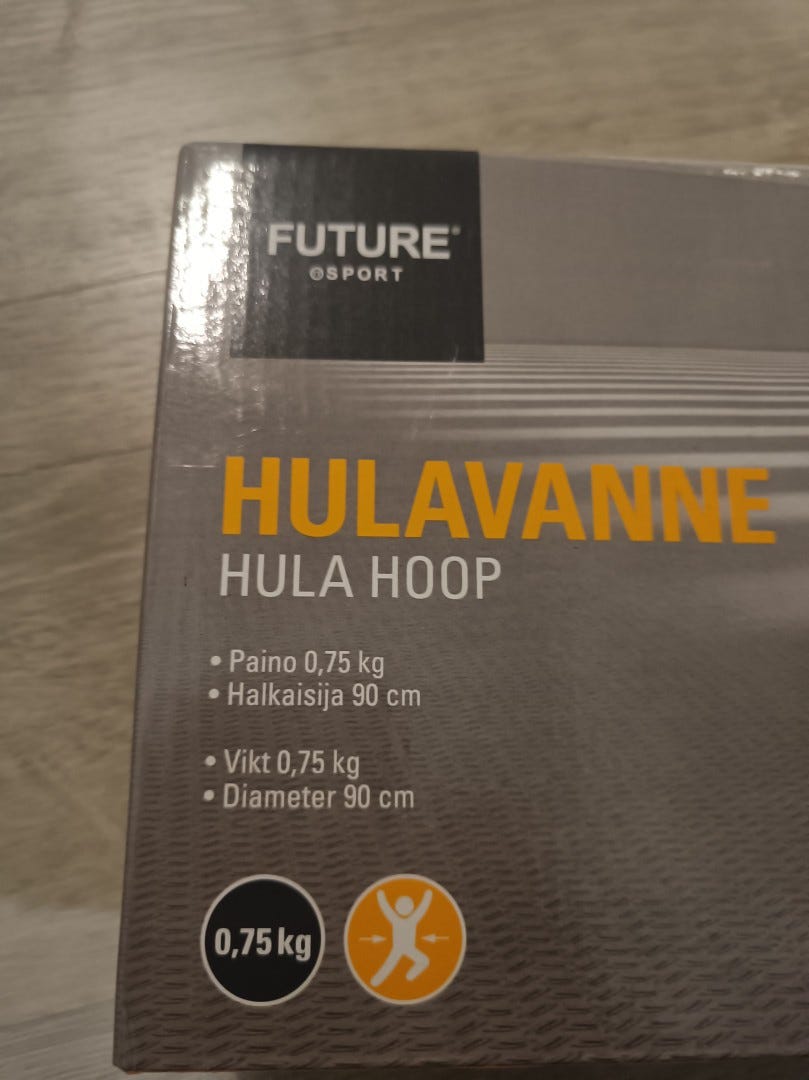 FUTURE®
SPORT
HULAVANNE
HULA HOOP
• Paino 0,75 kg
• Halkaisija 90 cm
• Vikt 0,75 kg
• Diameter 90 cm
0,75 kg